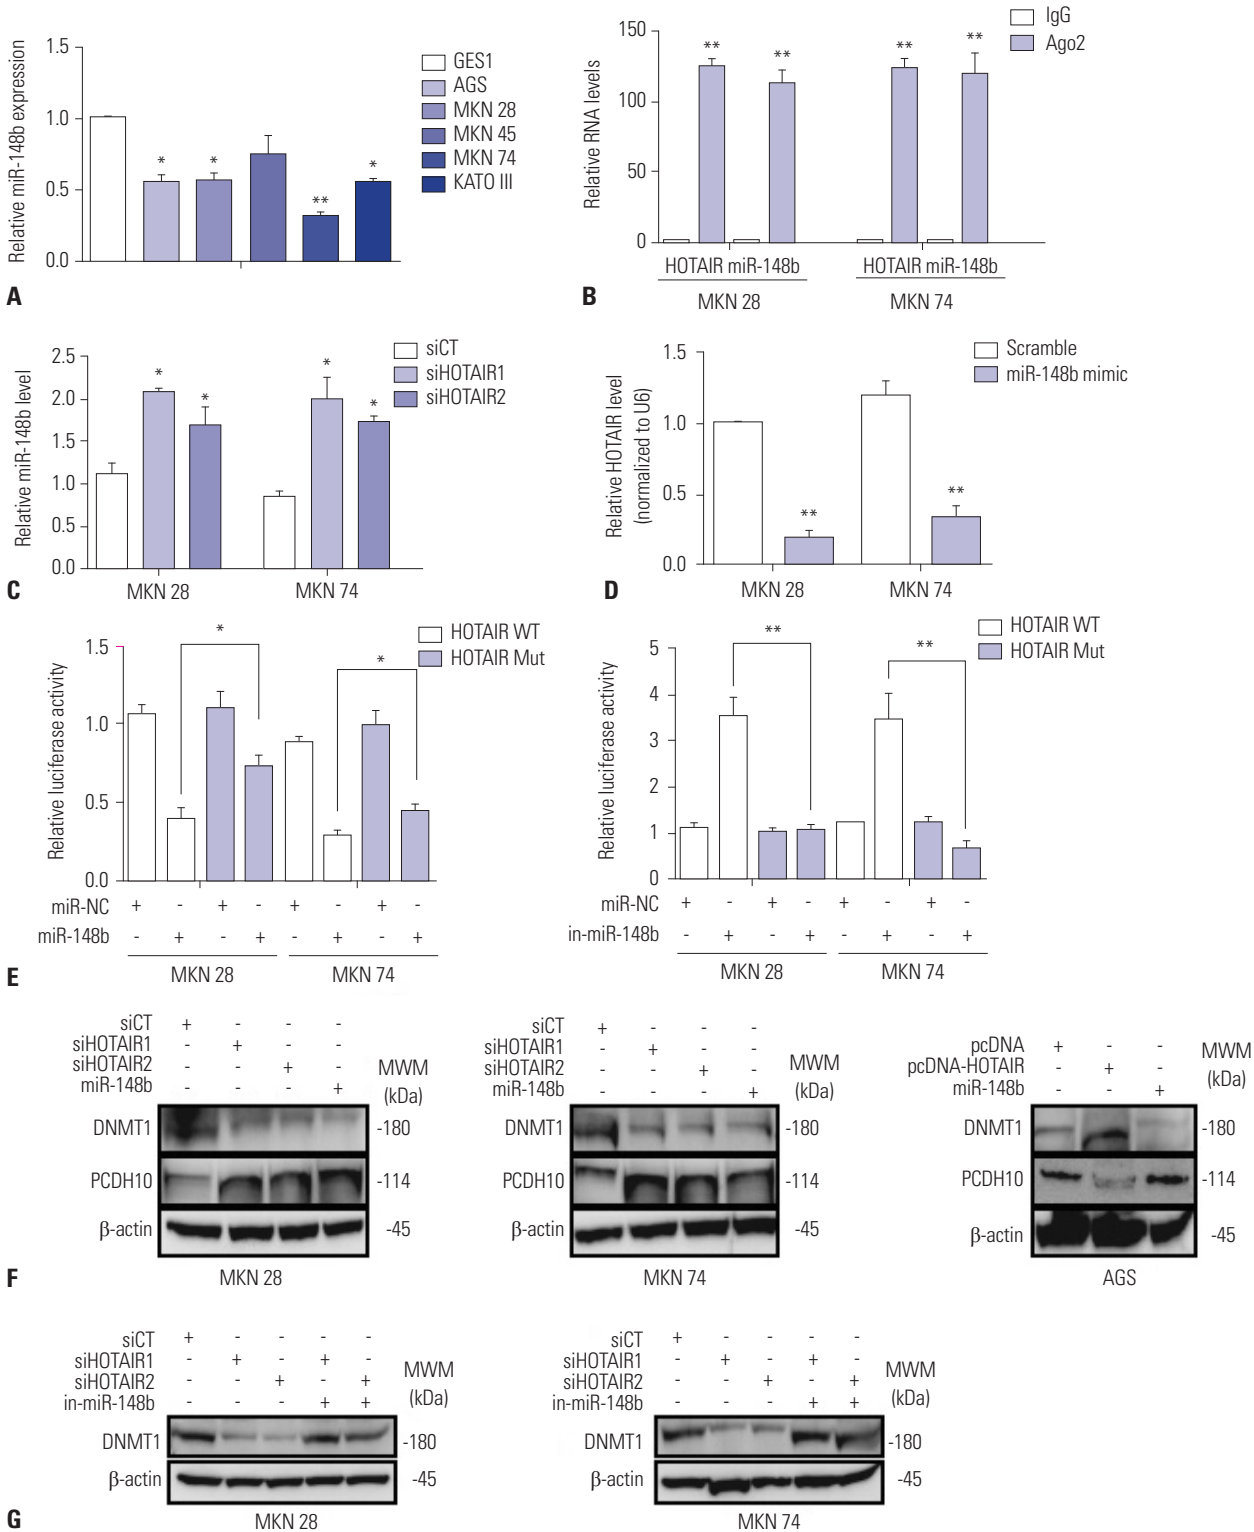 Relative miR-148b expression
1.5
1.0
0.5
0.0
GES1
AGS
MKN 28
MKN 45
MKN 74
KATO III
* * ** *
A
Relative RNA levels
150
100
50
0
IgG
Ago2
** ** ** **
HOTAIR miR-148b HOTAIR miR-148b
MKN 28 MKN 74
B
Relative miR-148b level
2.5
2.0
1.5
1.0
0.5
0.0
siCT
siHOTAIR1
siHOTAIR2
* * * *
MKN 28 MKN 74
C
Relative HOTAIR level
(normalized to U6)
1.5
1.0
0.5
0.0
Scramble
miR-148b mimic
** **
MKN 28 MKN 74
D
Relative luciferase activity
1.5
1.0
0.5
0.0
HOTAIR WT
HOTAIR Mut
* *
miR-NC + - + - + - + -
miR-148b - + - + - + - +
MKN 28 MKN 74
E
Relative luciferase activity
5
4
3
2
1
0
HOTAIR WT
HOTAIR Mut
** **
miR-NC + - + - + - + -
in-miR-148b - + - + - + - +
MKN 28 MKN 74
siCT + - - -
siHOTAIR1 - + - -
siHOTAIR2 - - + -
miR-148b - - - +
MWM
(kDa)
DNMT1 -180
PCDH10 -114
β-actin -45
MKN 28
siCT + - - -
siHOTAIR1 - + - -
siHOTAIR2 - - + -
miR-148b - - - +
MWM
(kDa)
DNMT1 -180
PCDH10 -114
β-actin -45
MKN 74
pcDNA + - -
pcDNA-HOTAIR - + -
miR-148b - - +
MWM
(kDa)
DNMT1 -180
PCDH10 -114
β-actin -45
AGS
F
siCT + - - - -
siHOTAIR1 - + - + -
siHOTAIR2 - - + - +
in-miR-148b - - - + +
MWM
(kDa)
DNMT1 -180
β-actin -45
MKN 28
siCT + - - - -
siHOTAIR1 - + - + -
siHOTAIR2 - - + - +
in-miR-148b - - - + +
MWM
(kDa)
DNMT1 -180
β-actin -45
MKN 74
G